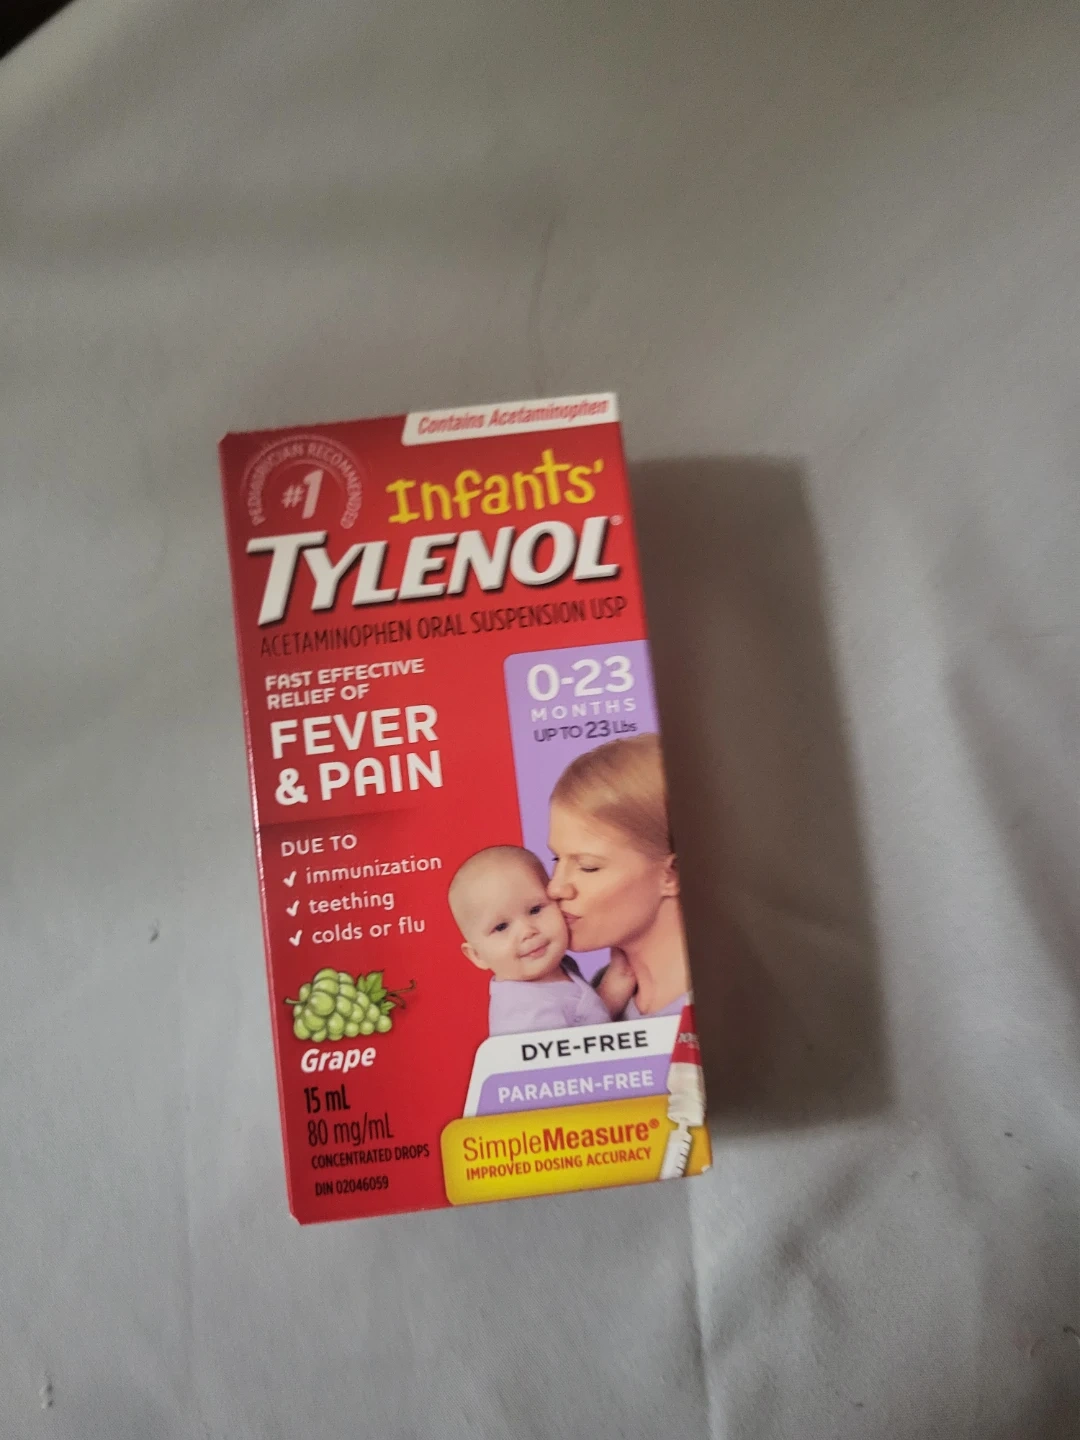 Contains Acetaminophen
PEDIATRICIAN RECOMMENDED
#1
Infants'
TYLENOL®
ACETAMINOPHEN ORAL SUSPENSION USP
FAST EFFECTIVE
RELIEF OF
FEVER
& PAIN
0-23
MONTHS
UP TO 23 Lbs
DUE TO
✓ immunization
✓ teething
✓ colds or flu
Grape
15 mL
80 mg/mL
CONCENTRATED DROPS
DIN 02046059
DYE-FREE
PARABEN-FREE
SimpleMeasure®
IMPROVED DOSING ACCURACY